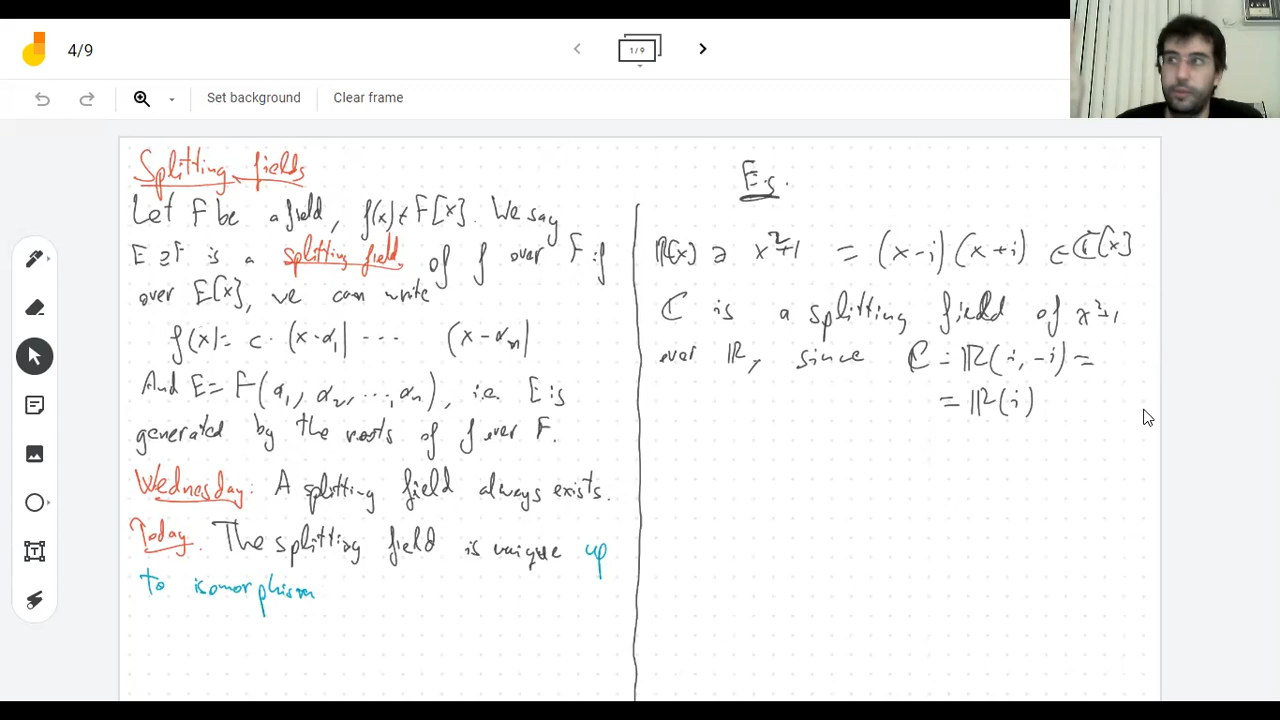 4/9
1/9
Set background
Clear frame
Splitting fields
Let F be a field, f(x) ∈ F[x]. We say
E ⊇ F is a splitting field of f over F if
over E[x], we can write
f(x) = c · (x-α₁) ··· (x-αₙ)
And E = F(α₁, α₂, ..., αₙ), i.e. E is
generated by the roots of f over F.
Wednesday: A splitting field always exists.
Today. The splitting field is unique up
to isomorphism
E.g.
ℝ[x] ∋ x²+1 = (x-i)(x+i) ∈ ℂ[x]
ℂ is a splitting field of x²+1
over ℝ, since ℂ = ℝ(i, -i) =
= ℝ(i)